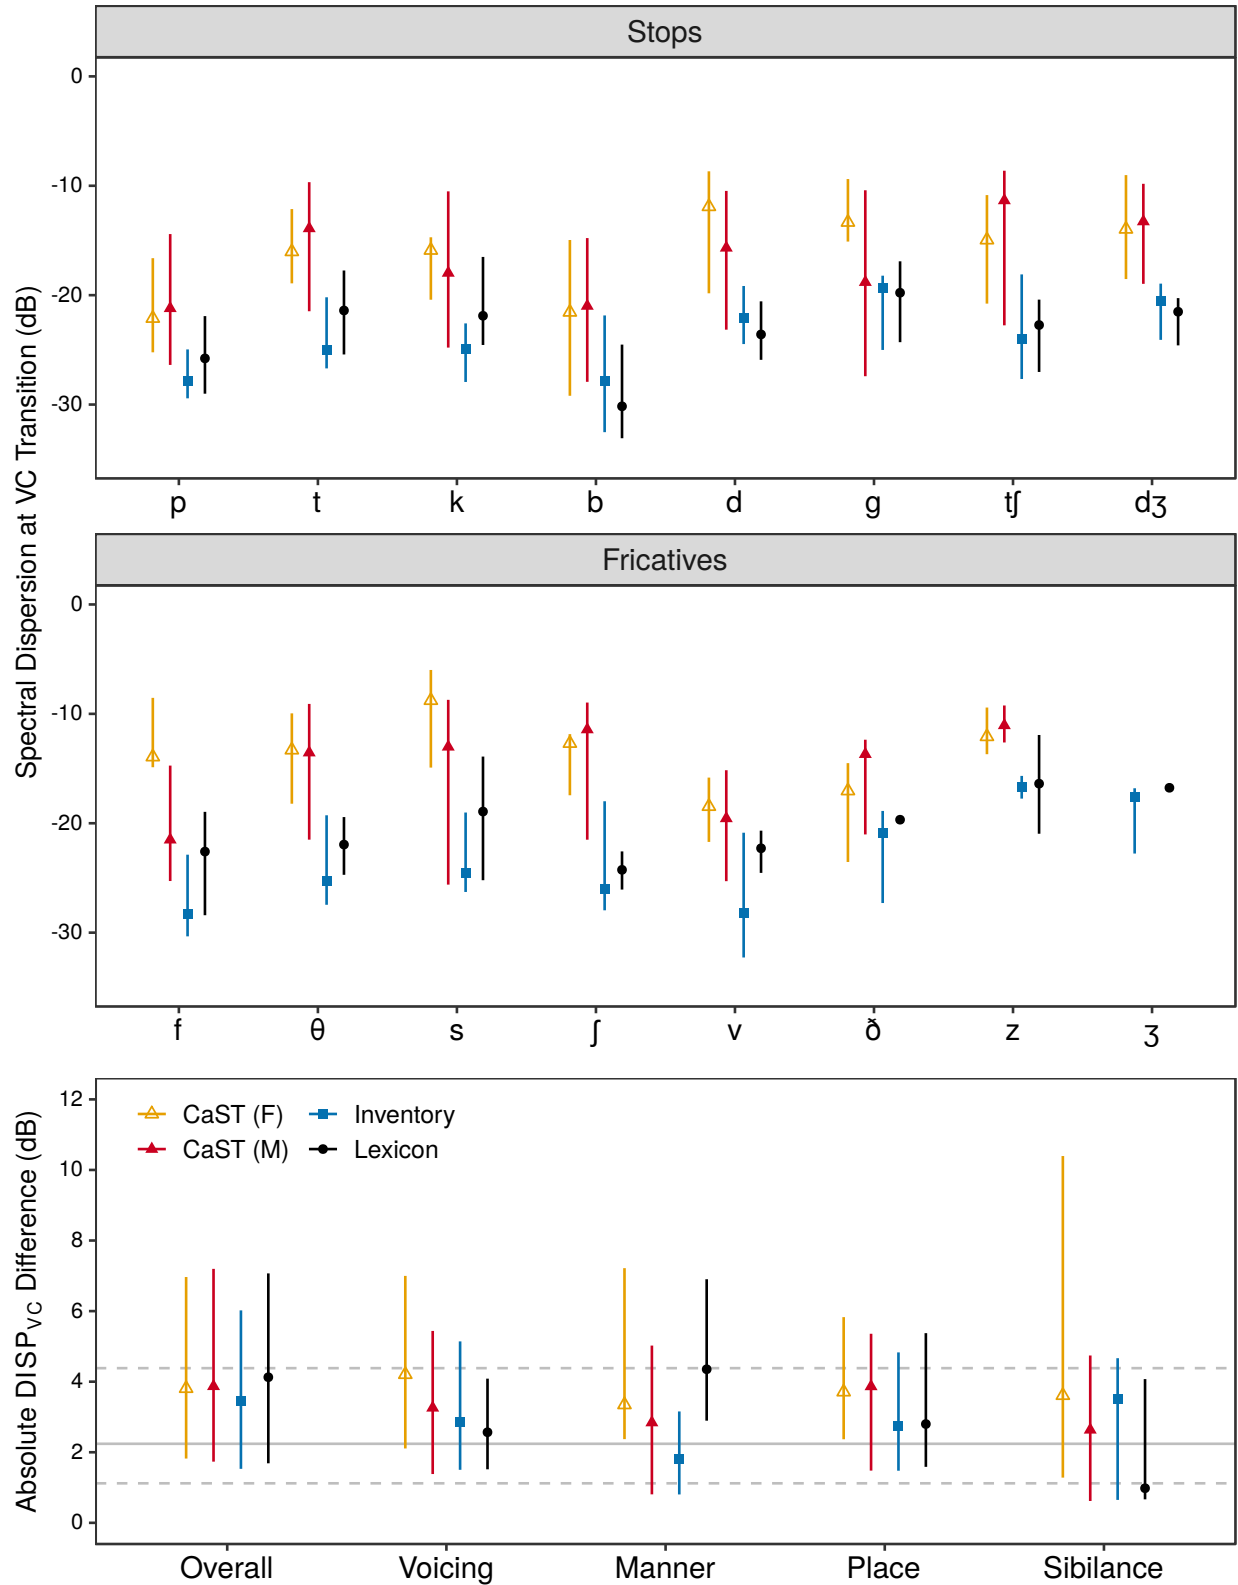 Stops
Spectral Dispersion at VC Transition (dB)
0
-10
-20
-30
p t k b d g tʃ dʒ
Fricatives
0
-10
-20
-30
f θ s ʃ v ð z ʒ
Absolute DISPVC Difference (dB)
12
10
8
6
4
2
0
CaST (F) Inventory
CaST (M) Lexicon
Overall Voicing Manner Place Sibilance